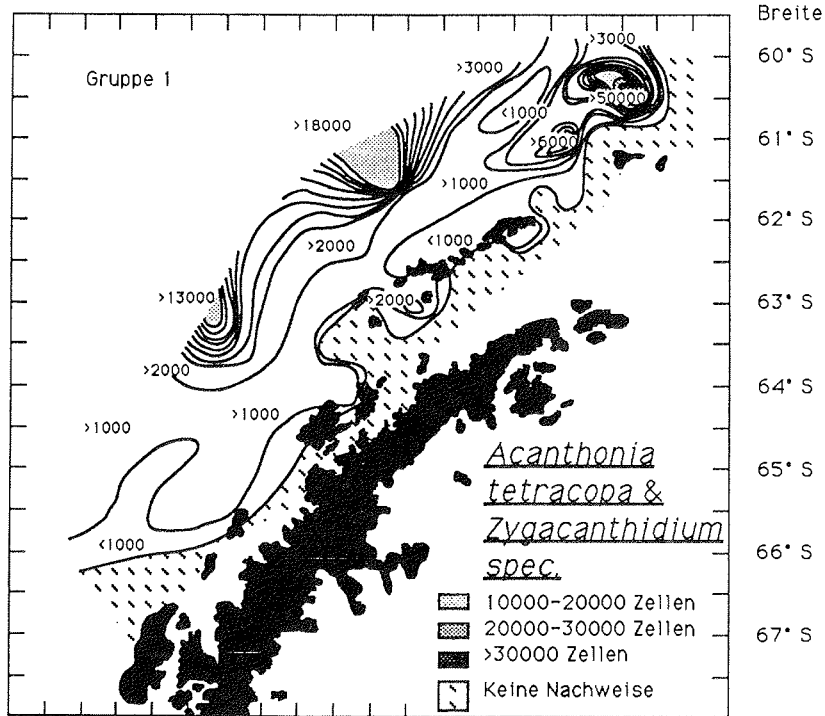 Breite
>3000
>3000
60° S
Gruppe 1
>50000
<1000
>18000
61° S
>6000
>1000
62° S
>2000
<1000
>13000
>2000
63° S
>2000
64° S
>1000
>1000
Acanthonia
65° S
tetracopa &
Zygacanthidium
<1000
66° S
spec.
10000-20000 Zellen
20000-30000 Zellen
67° S
>30000 Zellen
Keine Nachweise